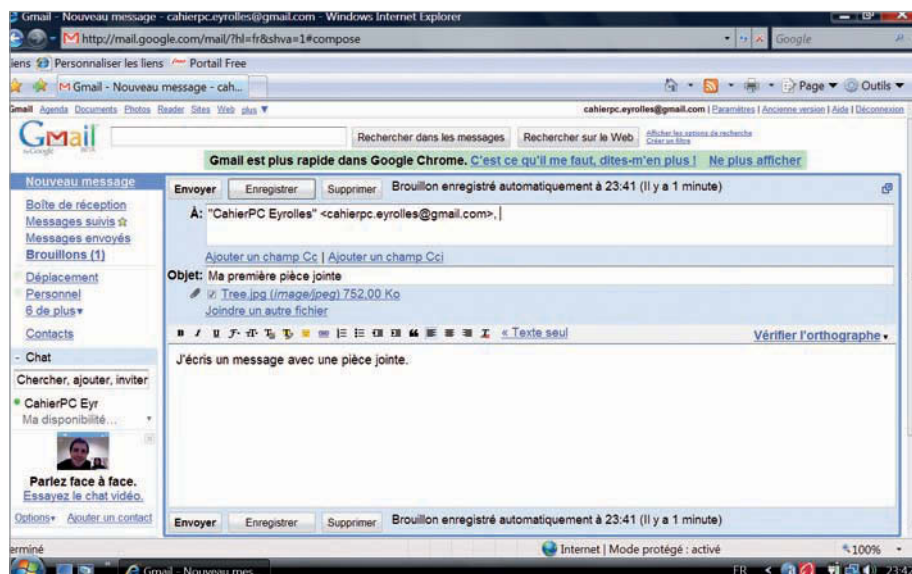 Gmail - Nouveau message - cahierpc.eyrolles@gmail.com - Windows Internet Explorer
http://mail.google.com/mail/?hl=fr&shva=1#compose
Google
iens Personnaliser les liens Portail Free
Gmail - Nouveau message - cah...
Page Outils
Gmail Agenda Documents Photos Reader Sites Web plus
cahierpc.eyrolles@gmail.com | Paramètres | Ancienne version | Aide | Déconnexion
Gmail
by Google BETA
Rechercher dans les messages Rechercher sur le Web
Afficher les options de recherche
Créer un filtre
Gmail est plus rapide dans Google Chrome. C'est ce qu'il me faut, dites-m'en plus ! Ne plus afficher
Nouveau message
Envoyer Enregistrer Supprimer Brouillon enregistré automatiquement à 23:41 (Il y a 1 minute)
Boîte de réception
Messages suivis
Messages envoyés
Brouillons (1)
Déplacement
Personnel
6 de plus
Contacts
À: "CahierPC Eyrolles" <cahierpc.eyrolles@gmail.com>,
Ajouter un champ Cc | Ajouter un champ Cci
Objet: Ma première pièce jointe
Tree.jpg (image/jpeg) 752,00 Ko
Joindre un autre fichier
« Texte seul
Vérifier l'orthographe
J'écris un message avec une pièce jointe.
- Chat
Chercher, ajouter, inviter
CahierPC Eyr
Ma disponibilité...
Parlez face à face.
Essayez le chat vidéo.
Options Ajouter un contact
Envoyer Enregistrer Supprimer Brouillon enregistré automatiquement à 23:41 (Il y a 1 minute)
erminé
Internet | Mode protégé : activé
100%
Gmail - Nouveau mes...
FR
23:42